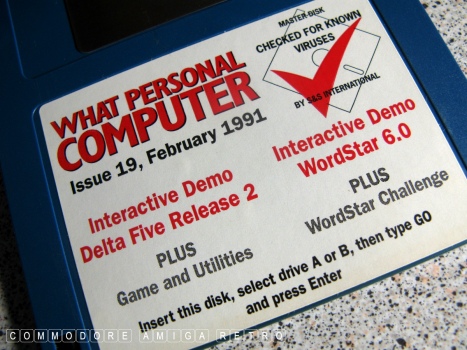 MASTER-DISK
CHECKED FOR KNOWN
VIRUSES
BY S&S INTERNATIONAL
WHAT PERSONAL
COMPUTER
Issue 19, February 1991
Interactive Demo
Delta Five Release 2
PLUS
Game and Utilities
Interactive Demo
WordStar 6.0
PLUS
WordStar Challenge
Insert this disk, select drive A or B, then type GO
and press Enter
COMMODORE AMIGA RETRO